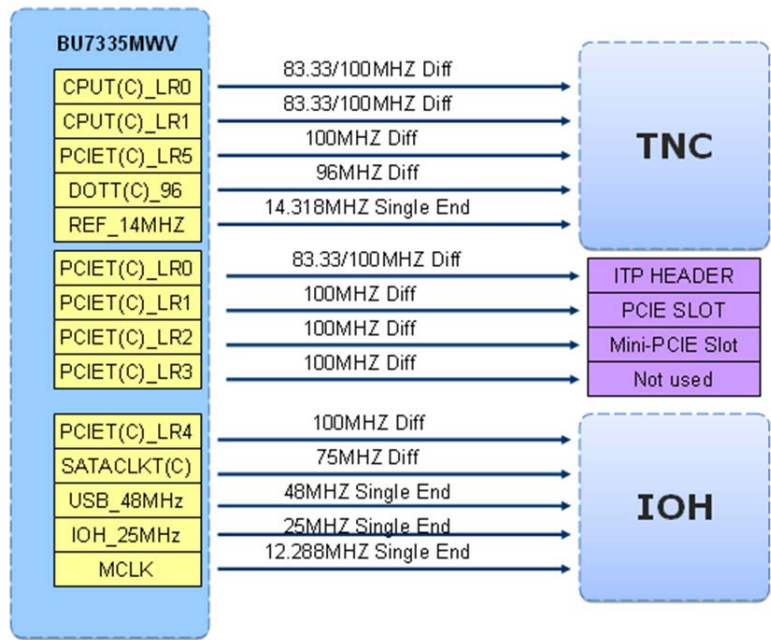 BU7335MWV
CPUT(C)_LR0 83.33/100MHZ Diff
CPUT(C)_LR1 83.33/100MHZ Diff
PCIET(C)_LR5 100MHZ Diff
DOTT(C)_96 96MHZ Diff
REF_14MHZ 14.318MHZ Single End
TNC
PCIET(C)_LR0 83.33/100MHZ Diff ITP HEADER
PCIET(C)_LR1 100MHZ Diff PCIE SLOT
PCIET(C)_LR2 100MHZ Diff Mini-PCIE Slot
PCIET(C)_LR3 100MHZ Diff Not used
PCIET(C)_LR4 100MHZ Diff
SATACLKT(C) 75MHZ Diff
USB_48MHz 48MHZ Single End
IOH_25MHz 25MHZ Single End
MCLK 12.288MHZ Single End
IOH